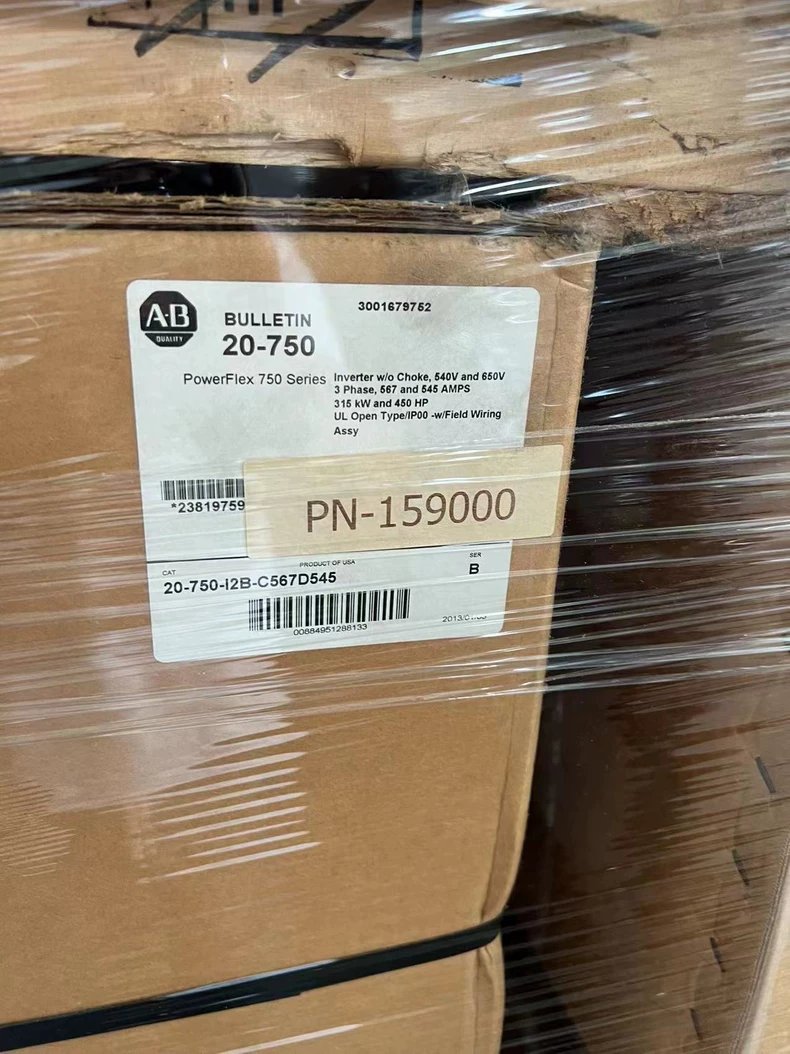 A-B
QUALITY
BULLETIN
20-750
3001679752
PowerFlex 750 Series
Inverter w/o Choke, 540V and 650V
3 Phase, 567 and 545 AMPS
315 kW and 450 HP
UL Open Type/IP00 -w/Field Wiring
Assy
*23819759
PN-159000
PRODUCT OF USA
CAT
20-750-I2B-C567D545
SER
B
00884951288133